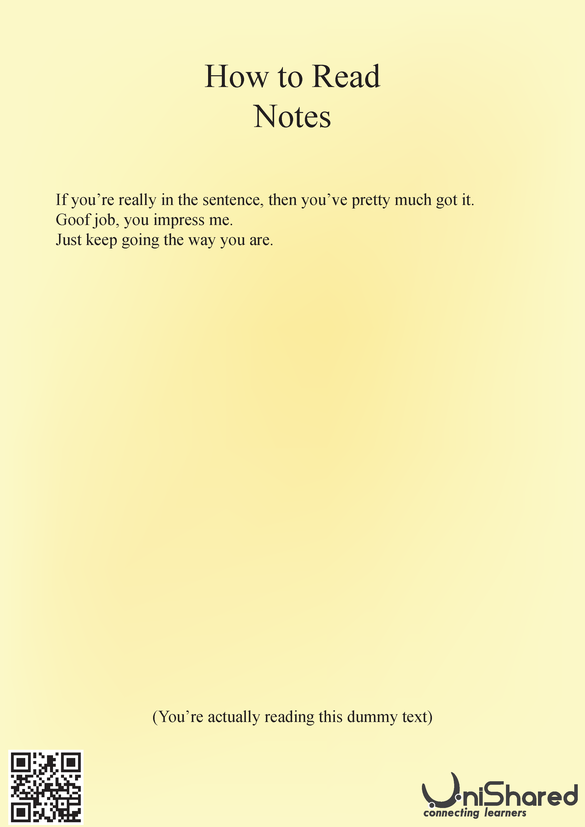 How to Read
Notes
If you’re really in the sentence, then you’ve pretty much got it.
Goof job, you impress me.
Just keep going the way you are.
(You’re actually reading this dummy text)
UniShared
connecting learners